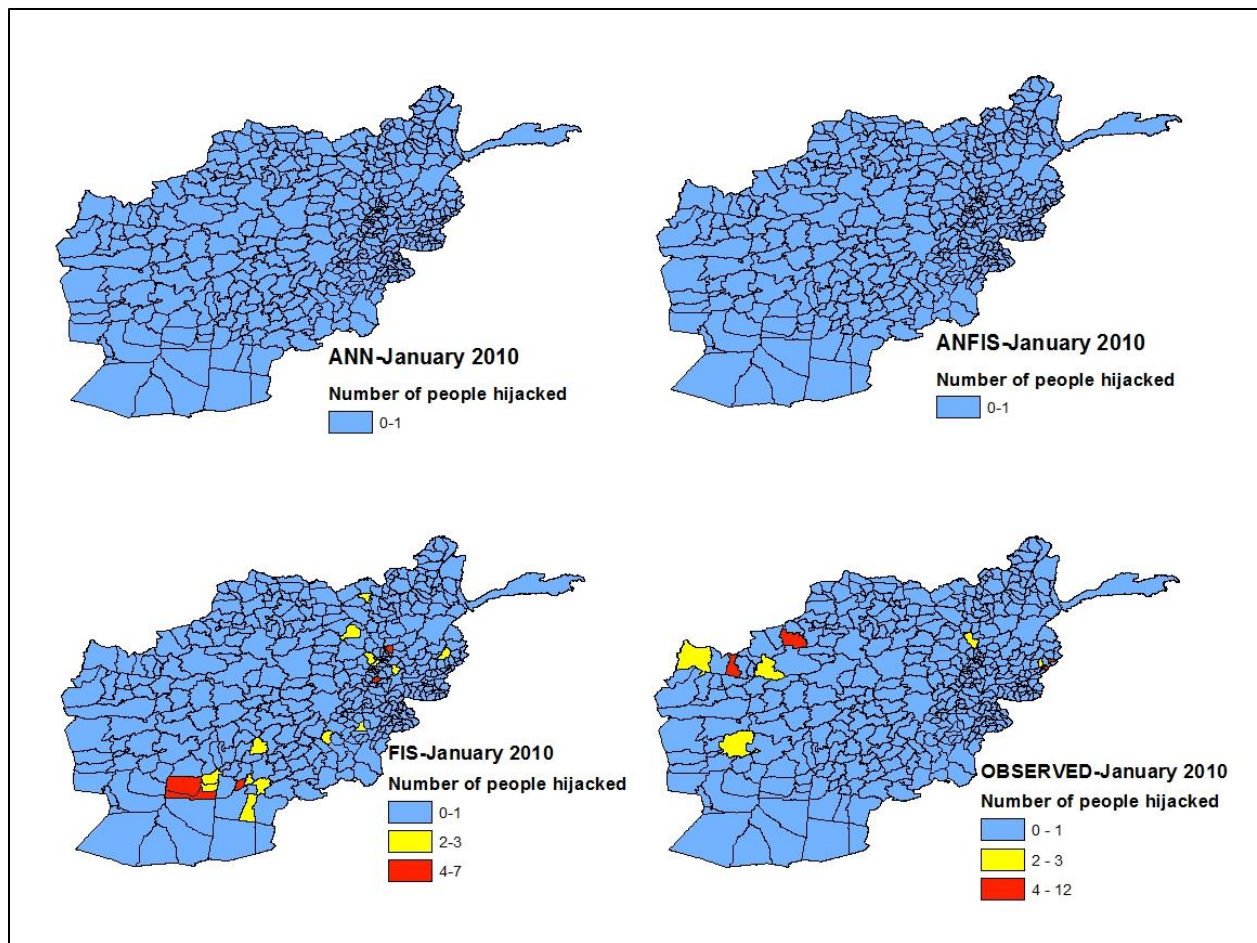 ANN-January 2010
Number of people hijacked
0-1
ANFIS-January 2010
Number of people hijacked
0-1
FIS-January 2010
Number of people hijacked
0-1
2-3
4-7
OBSERVED-January 2010
Number of people hijacked
0 - 1
2 - 3
4 - 12